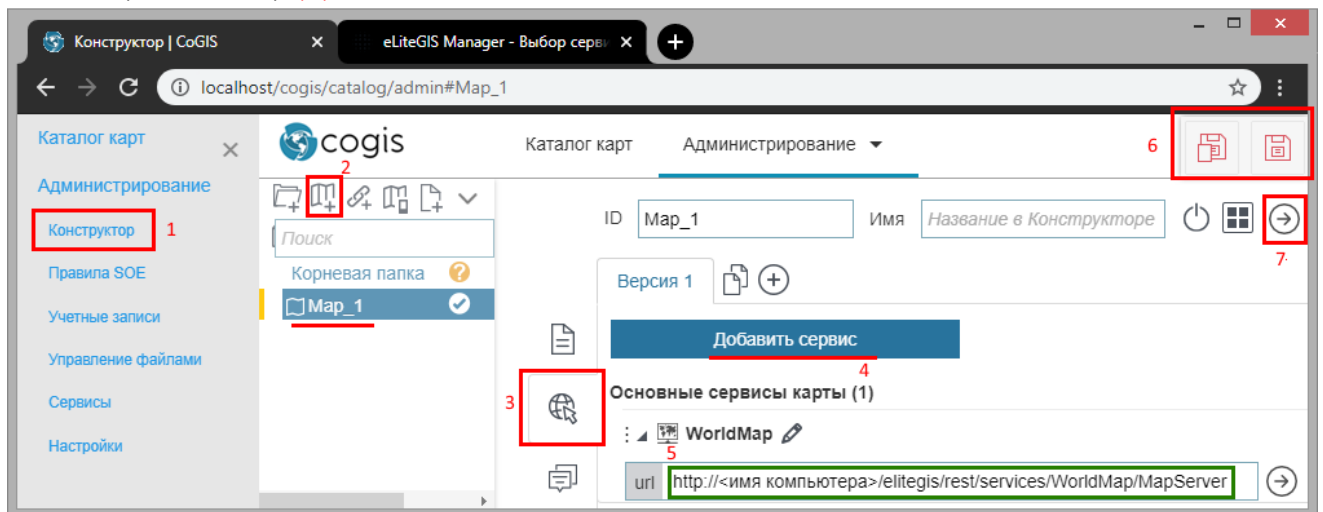 Конструктор | CoGIS
eLiteGIS Manager - Выбор серв
localhost/cogis/catalog/admin#Map_1
Каталог карт
Администрирование
Конструктор 1
Правила SOE
Учетные записи
Управление файлами
Сервисы
Настройки
cogis
Каталог карт Администрирование
6
2
Поиск
Корневая папка
Map_1
ID Map_1 Имя Название в Конструкторе
7
Версия 1
Добавить сервис
4
3
Основные сервисы карты (1)
WorldMap
5
url http://<имя компьютера>/elitegis/rest/services/WorldMap/MapServer